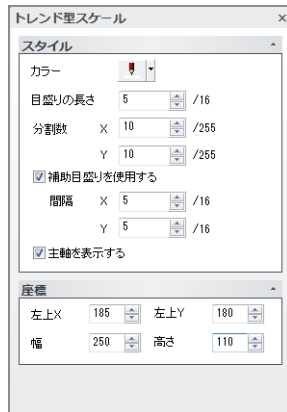 トレンド型スケール ×
スタイル
カラー
目盛りの長さ 5 /16
分割数 X 10 /255
Y 10 /255
補助目盛りを使用する
間隔 X 5 /16
Y 5 /16
主軸を表示する
座標
左上X 185 左上Y 180
幅 250 高さ 110